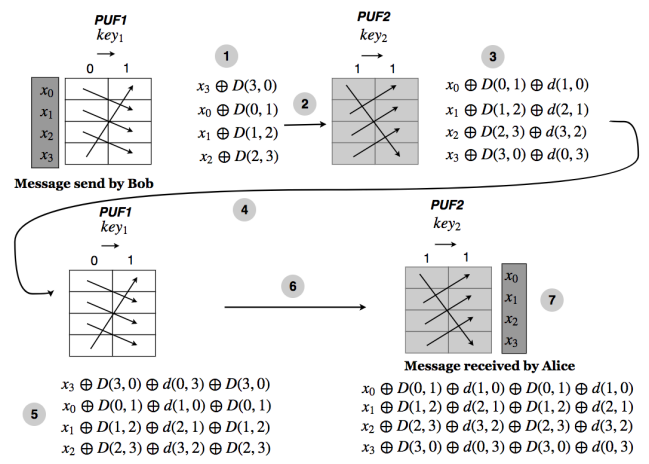 PUF1
key₁
0 1
x₀
x₁
x₂
x₃
Message send by Bob
1
x₃ ⊕ D(3, 0)
x₀ ⊕ D(0, 1)
x₁ ⊕ D(1, 2)
x₂ ⊕ D(2, 3)
2
PUF2
key₂
1 1
3
x₀ ⊕ D(0, 1) ⊕ d(1, 0)
x₁ ⊕ D(1, 2) ⊕ d(2, 1)
x₂ ⊕ D(2, 3) ⊕ d(3, 2)
x₃ ⊕ D(3, 0) ⊕ d(0, 3)
4
PUF1
key₁
0 1
5
x₃ ⊕ D(3, 0) ⊕ d(0, 3) ⊕ D(3, 0)
x₀ ⊕ D(0, 1) ⊕ d(1, 0) ⊕ D(0, 1)
x₁ ⊕ D(1, 2) ⊕ d(2, 1) ⊕ D(1, 2)
x₂ ⊕ D(2, 3) ⊕ d(3, 2) ⊕ D(2, 3)
6
PUF2
key₂
1 1
x₀
x₁
x₂
x₃
7
Message received by Alice
x₀ ⊕ D(0, 1) ⊕ d(1, 0) ⊕ D(0, 1) ⊕ d(1, 0)
x₁ ⊕ D(1, 2) ⊕ d(2, 1) ⊕ D(1, 2) ⊕ d(2, 1)
x₂ ⊕ D(2, 3) ⊕ d(3, 2) ⊕ D(2, 3) ⊕ d(3, 2)
x₃ ⊕ D(3, 0) ⊕ d(0, 3) ⊕ D(3, 0) ⊕ d(0, 3)